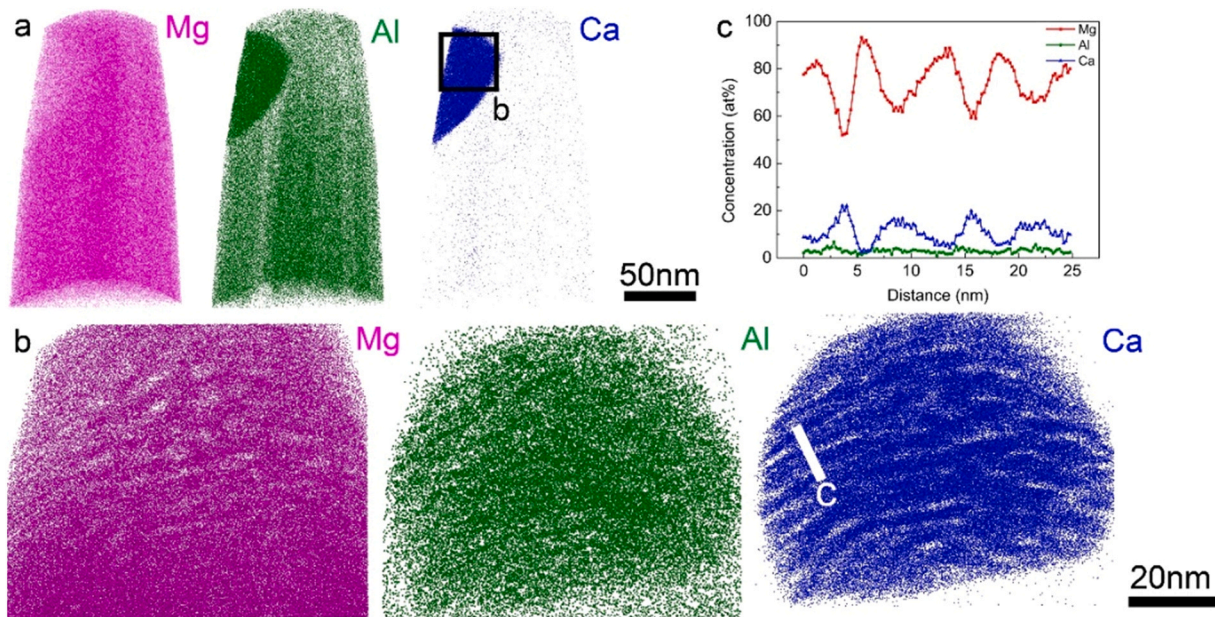 a
Mg
Al
Ca
b
50nm
c
Mg
Al
Ca
Concentration (at%)
100
80
60
40
20
0
0 5 10 15 20 25
Distance (nm)
b
Mg
Al
Ca
C
20nm